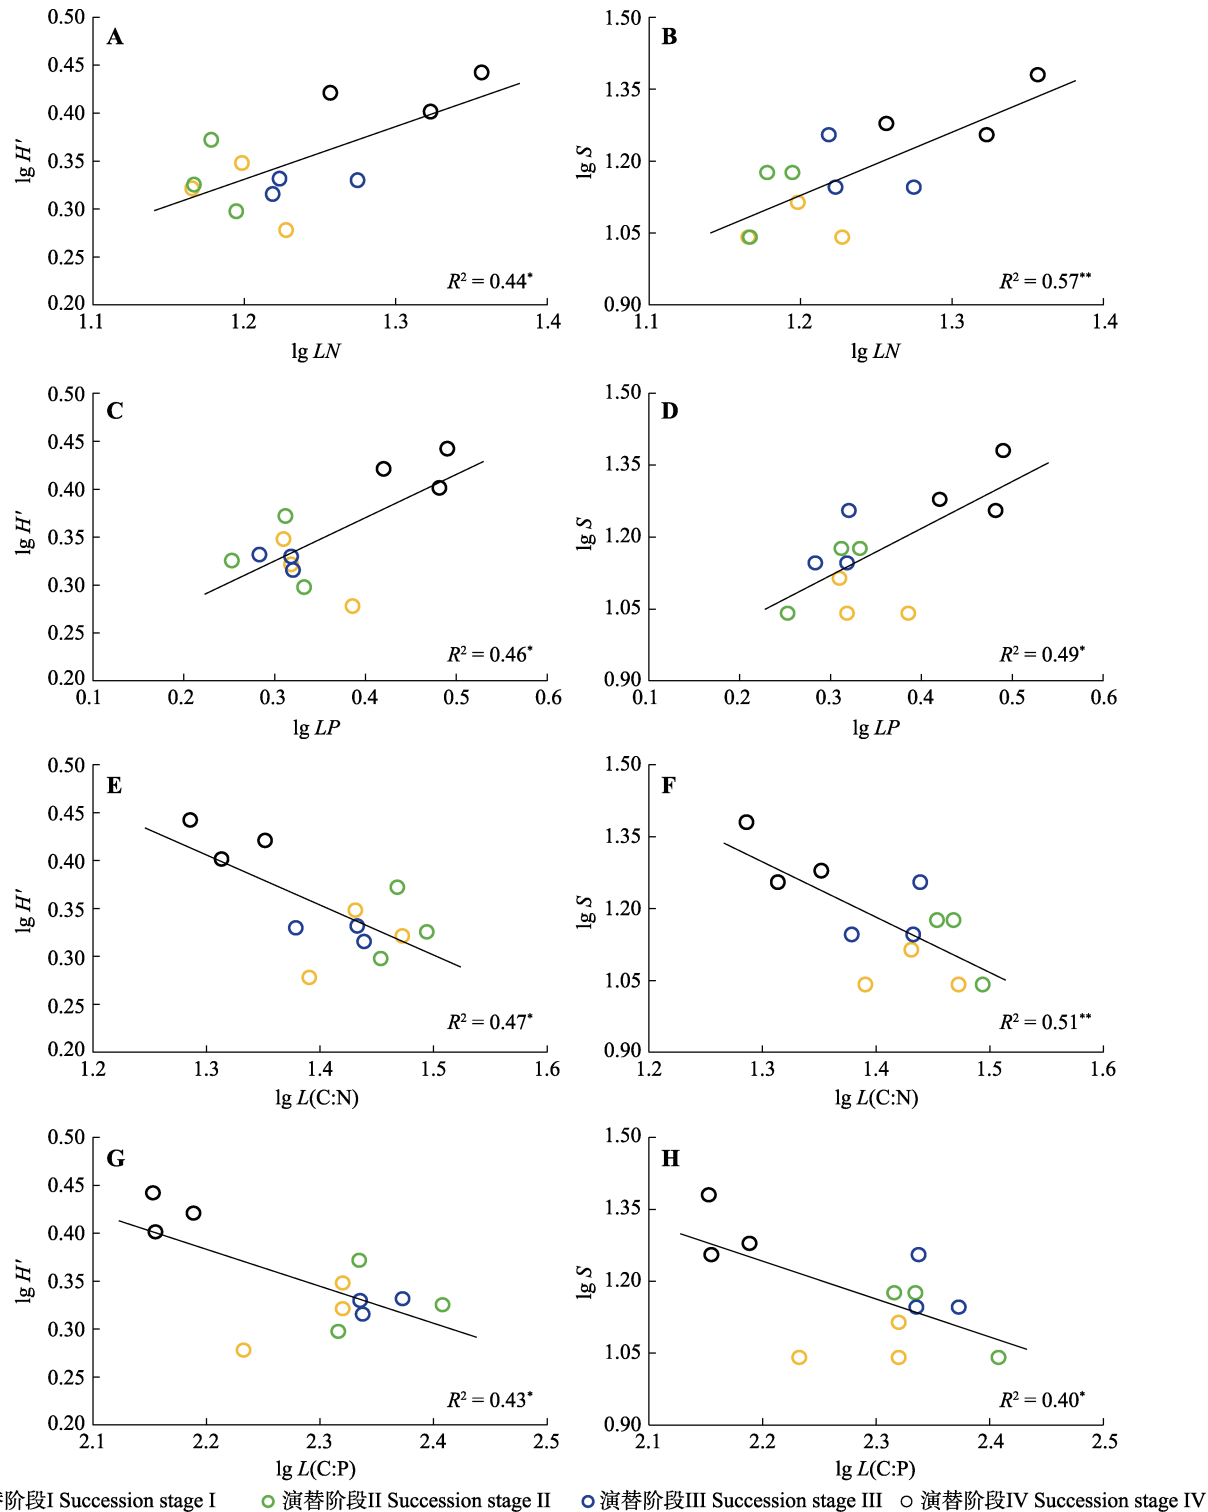 A
0.50
0.45
0.40
0.35
0.30
0.25
0.20
lg H'
R² = 0.44*
1.1 1.2 1.3 1.4
lg LN
B
1.50
1.35
1.20
1.05
0.90
lg S
R² = 0.57**
1.1 1.2 1.3 1.4
lg LN
C
0.50
0.45
0.40
0.35
0.30
0.25
0.20
lg H'
R² = 0.46*
0.1 0.2 0.3 0.4 0.5 0.6
lg LP
D
1.50
1.35
1.20
1.05
0.90
lg S
R² = 0.49*
0.1 0.2 0.3 0.4 0.5 0.6
lg LP
E
0.50
0.45
0.40
0.35
0.30
0.25
0.20
lg H'
R² = 0.47*
1.2 1.3 1.4 1.5 1.6
lg L(C:N)
F
1.50
1.35
1.20
1.05
0.90
lg S
R² = 0.51**
1.2 1.3 1.4 1.5 1.6
lg L(C:N)
G
0.50
0.45
0.40
0.35
0.30
0.25
0.20
lg H'
R² = 0.43*
2.1 2.2 2.3 2.4 2.5
lg L(C:P)
H
1.50
1.35
1.20
1.05
0.90
lg S
R² = 0.40*
2.1 2.2 2.3 2.4 2.5
lg L(C:P)
阶段I Succession stage I 演替阶段II Succession stage II 演替阶段III Succession stage III 演替阶段IV Succession stage IV